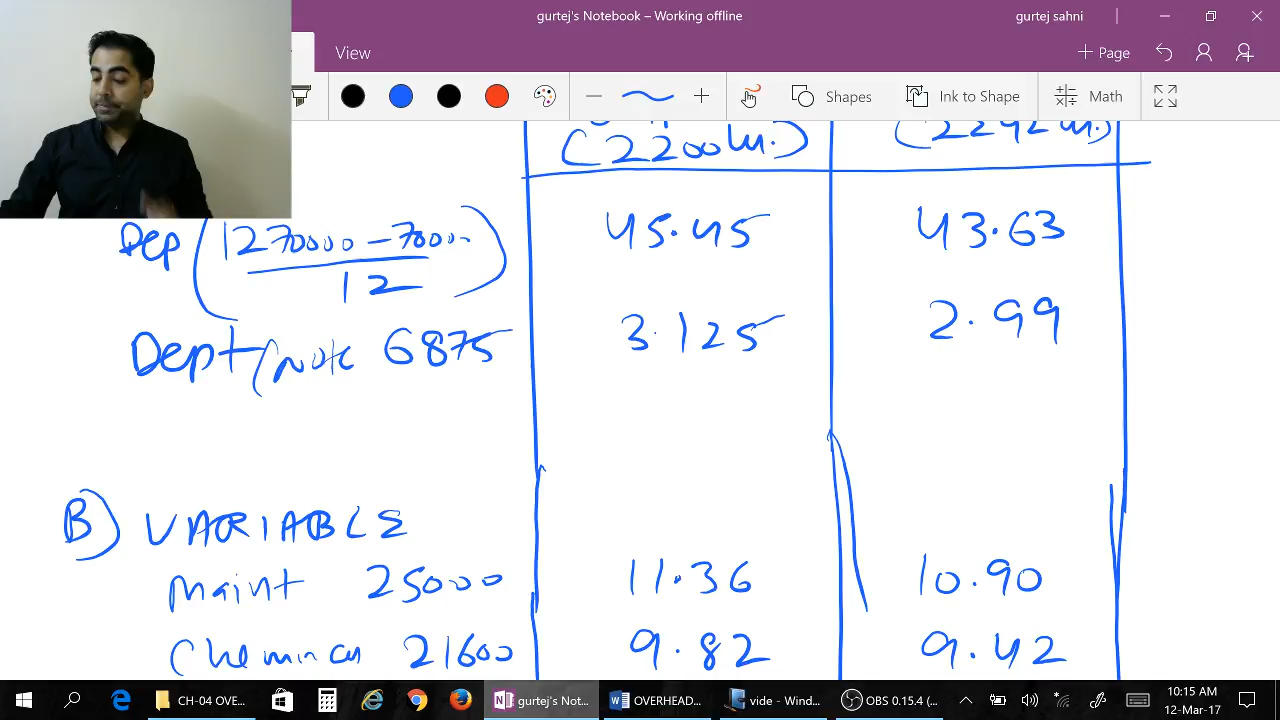 gurtej's Notebook – Working offline
gurtej sahni
View
Page
Shapes
Ink to Shape
Math
(2200 hr.)
(2292 hr.)
Dep (1270000 – 70000 / 12)
45.45
43.63
Dept/note 6875
3.125
2.99
B) VARIABLE
Maint 25000
11.36
10.90
Chemical 21600
9.82
9.42
CH-04 OVE...
gurtej's Not...
OVERHEAD...
vide - Wind...
OBS 0.15.4 (...
10:15 AM
12-Mar-17